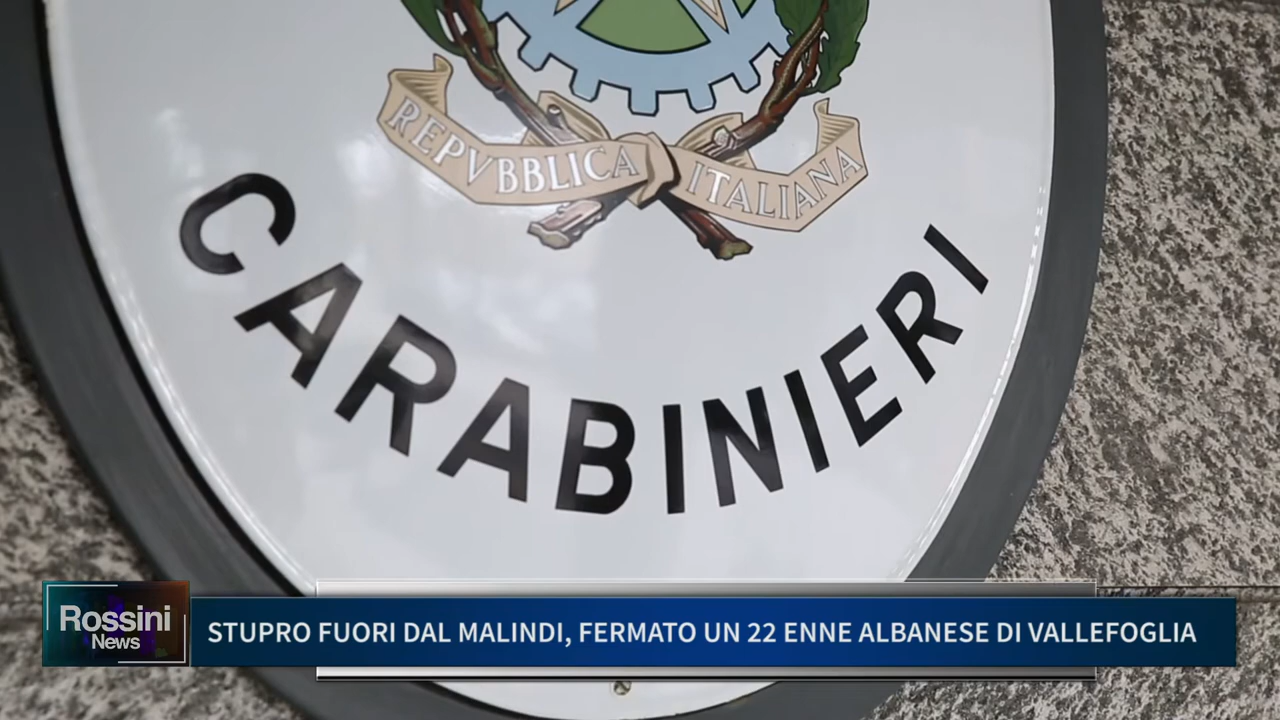 REPVBBLICA ITALIANA
CARABINIERI
Rossini
News
STUPRO FUORI DAL MALINDI, FERMATO UN 22 ENNE ALBANESE DI VALLEFOGLIA